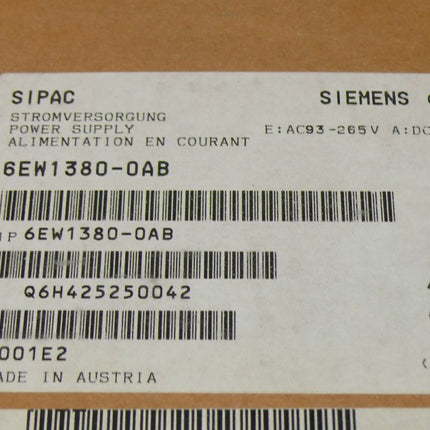 SIPAC SIEMENS
STROMVERSORGUNG
POWER SUPPLY E:AC93-265V A:DC
ALIMENTATION EN COURANT
6EW1380-0AB
1P 6EW1380-0AB
Q6H425250042
001E2
ADE IN AUSTRIA